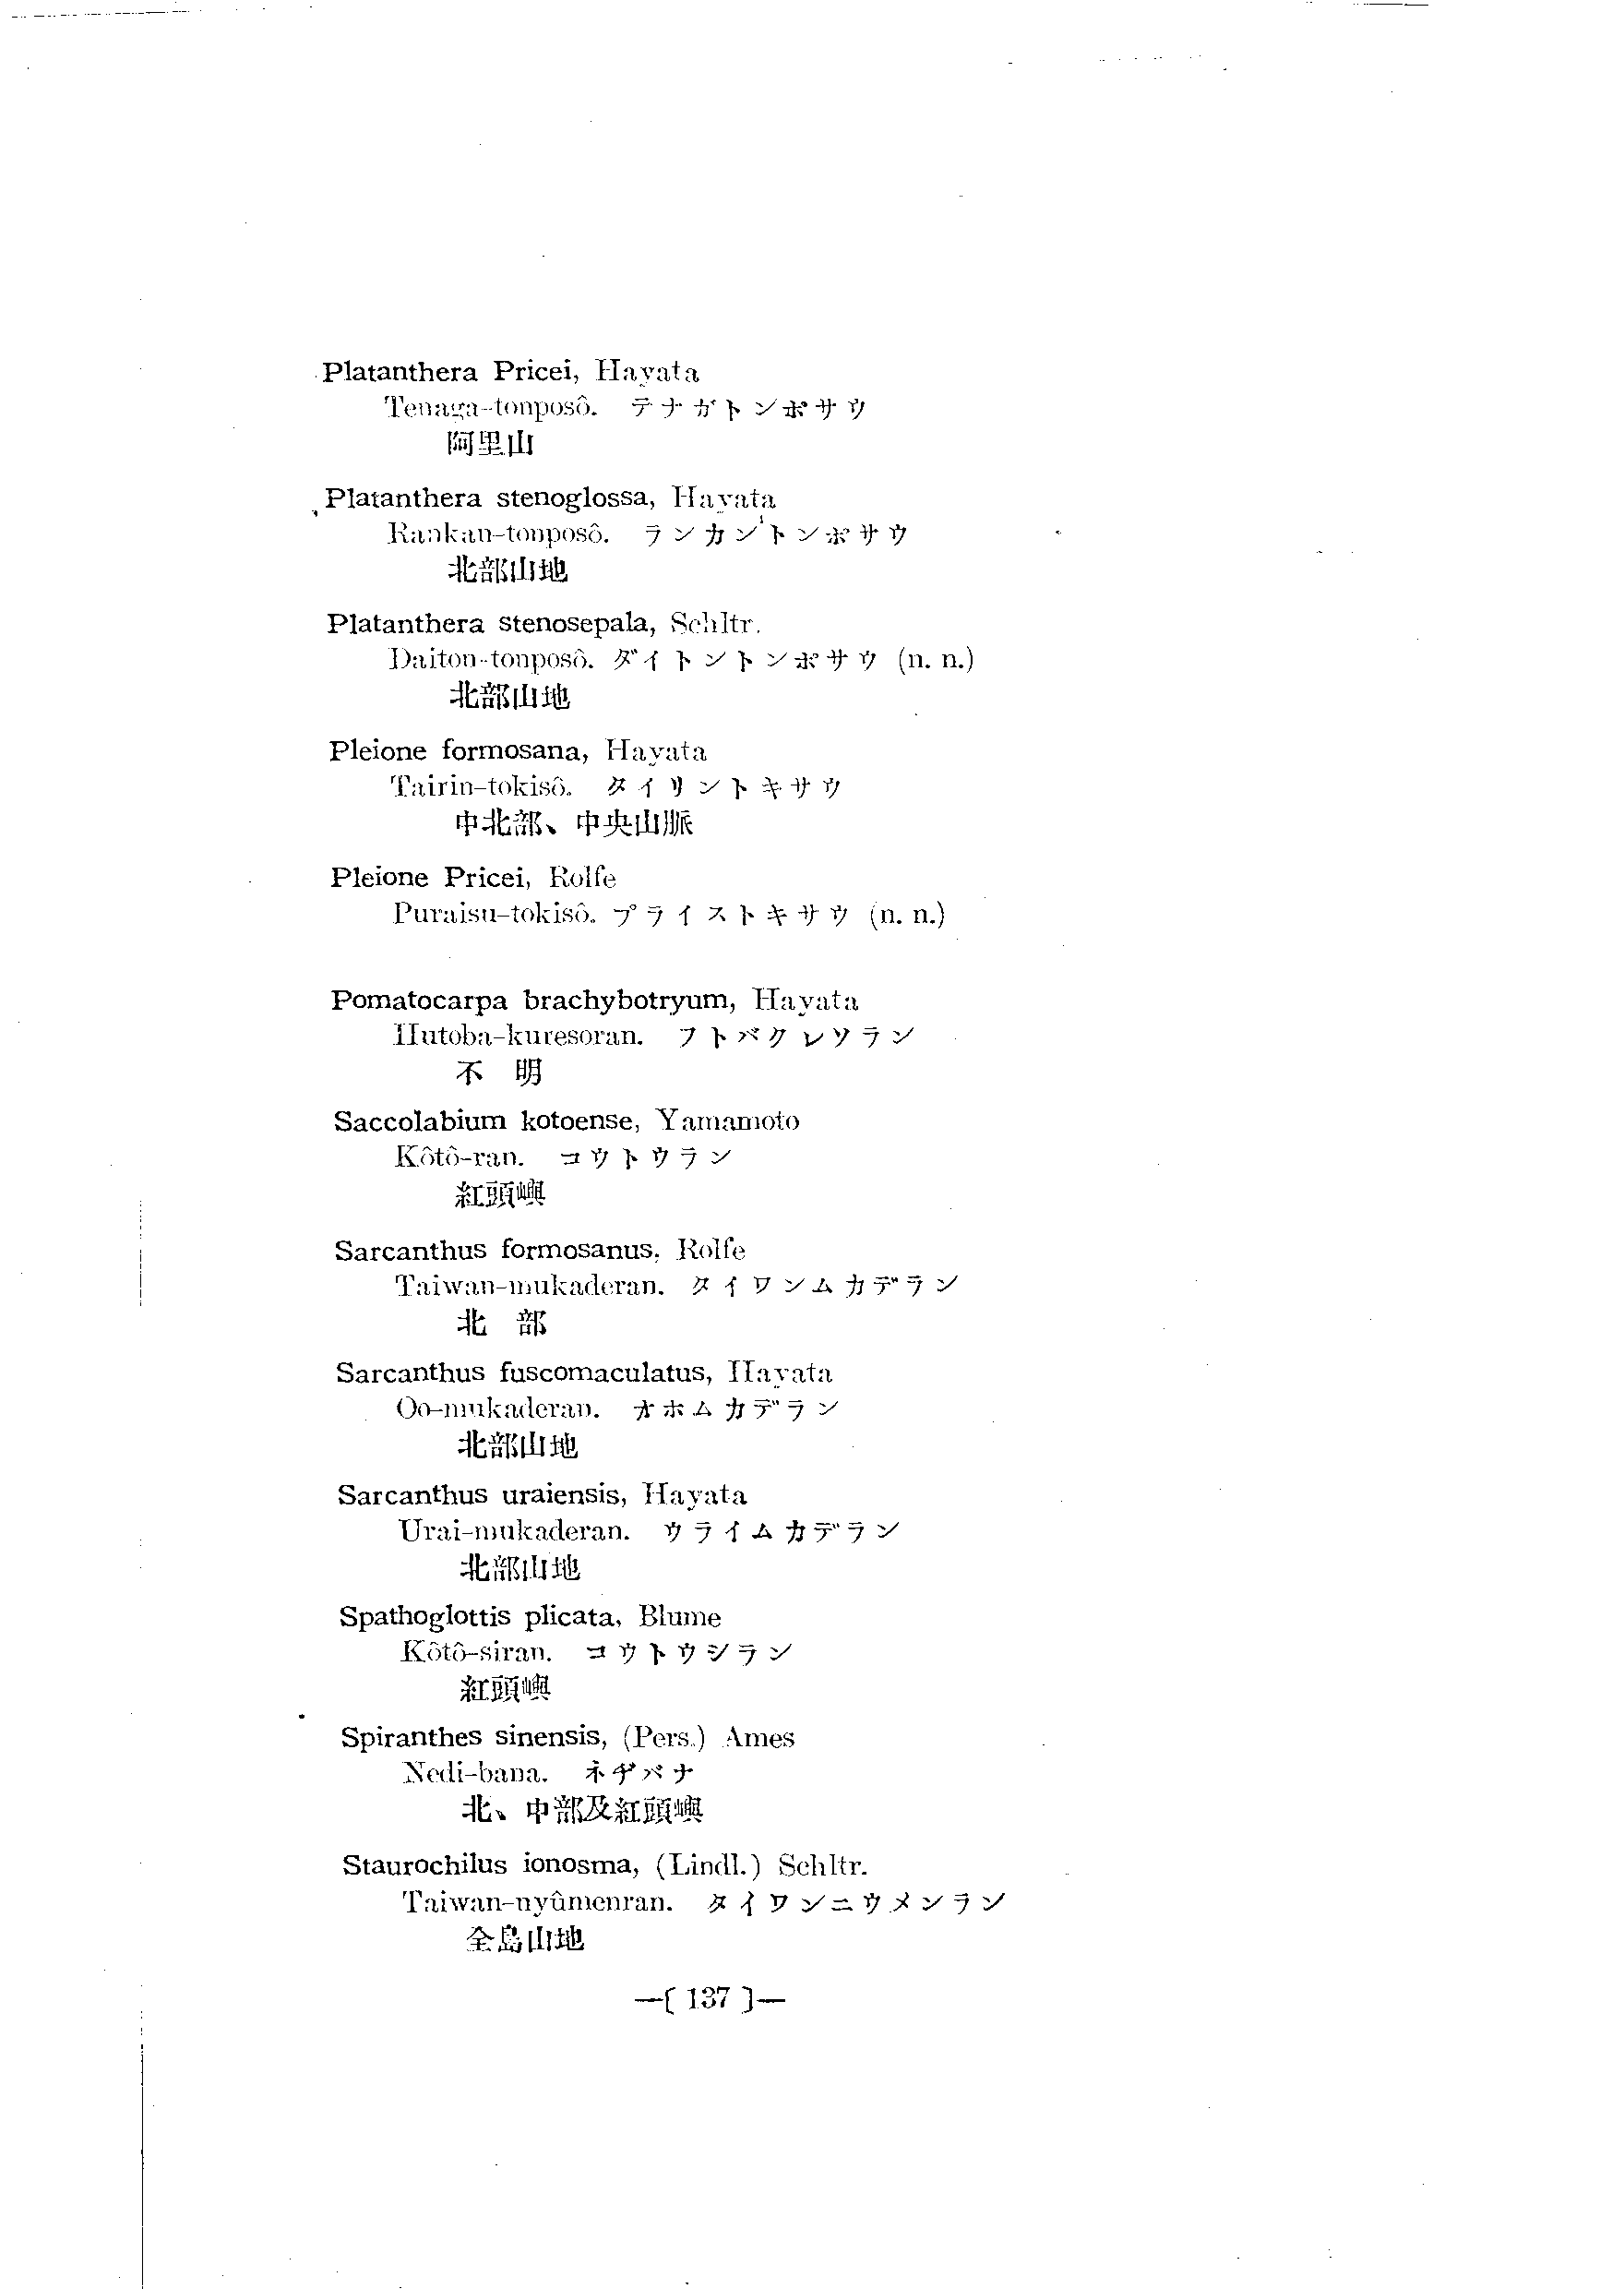 Platanthera Pricei, Hayata
Tenaga-tonposô. テナガトンポサウ
阿里山
Platanthera stenoglossa, Hayata
Rankan-tonposô. ランカントンポサウ
北部山地
Platanthera stenosepala, Schltr.
Daiton-tonposô. ダイトントンポサウ (n. n.)
北部山地
Pleione formosana, Hayata
Tairin-tokisô. タイリントキサウ
中北部、中央山脈
Pleione Pricei, Rolfe
Puraisu-tokisô. プライストキサウ (n. n.)
Pomatocarpa brachybotryum, Hayata
Hutoba-kuresoran. フトバクレソラン
不 明
Saccolabium kotoense, Yamamoto
Kôtô-ran. コウトウラン
紅頭嶼
Sarcanthus formosanus, Rolfe
Taiwan-mukaderan. タイワンムカデラン
北 部
Sarcanthus fuscomaculatus, Hayata
Oo-mukaderan. オホムカデラン
北部山地
Sarcanthus uraiensis, Hayata
Urai-mukaderan. ウライムカデラン
北部山地
Spathoglottis plicata, Blume
Kôtô-siran. コウトウシラン
紅頭嶼
Spiranthes sinensis, (Pers.) Ames
Nedi-bana. ネヂバナ
北、中部及紅頭嶼
Staurochilus ionosma, (Lindl.) Schltr.
Taiwan-nyûmenran. タイワンニウメンラン
全島山地
—[ 137 ]—